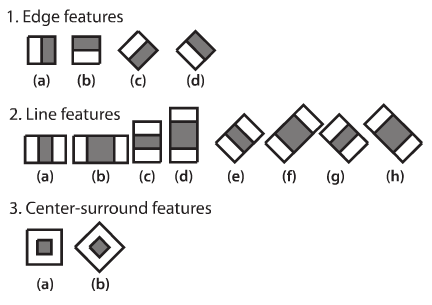 1. Edge features
(a) (b) (c) (d)
2. Line features
(a) (b) (c) (d) (e) (f) (g) (h)
3. Center-surround features
(a) (b)